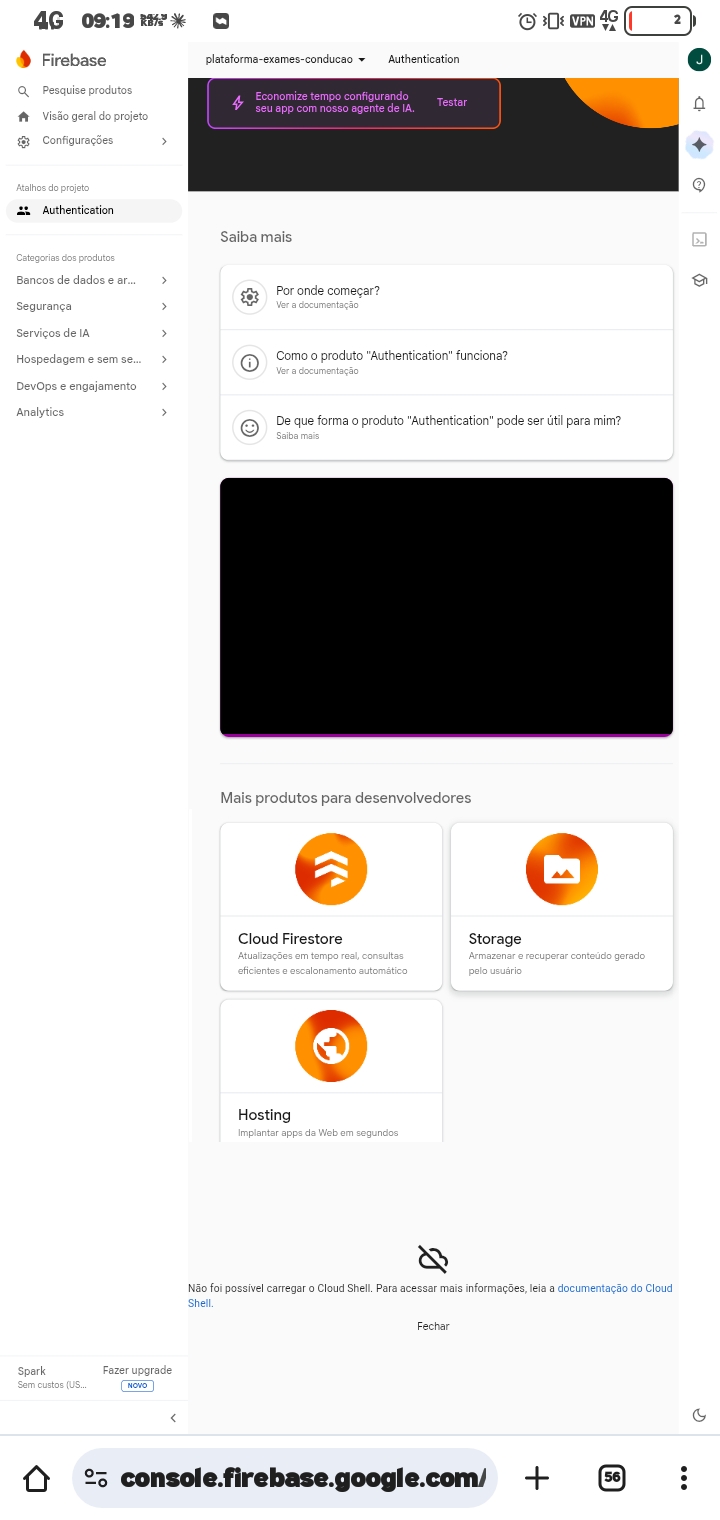 4G 09:19
VPN 4G 2
Firebase
Pesquise produtos
Visão geral do projeto
Configurações
Atalhos do projeto
Authentication
Categorias dos produtos
Bancos de dados e ar...
Segurança
Serviços de IA
Hospedagem e sem se...
DevOps e engajamento
Analytics
plataforma-exames-conducao
Authentication
J
Economize tempo configurando
seu app com nosso agente de IA.
Testar
Saiba mais
Por onde começar?
Ver a documentação
Como o produto "Authentication" funciona?
Ver a documentação
De que forma o produto "Authentication" pode ser útil para mim?
Saiba mais
Mais produtos para desenvolvedores
Cloud Firestore
Atualizações em tempo real, consultas
eficientes e escalonamento automático
Storage
Armazenar e recuperar conteúdo gerado
pelo usuário
Hosting
Implantar apps da Web em segundos
Não foi possível carregar o Cloud Shell. Para acessar mais informações, leia a documentação do Cloud
Shell.
Fechar
Spark
Sem custos (US...
Fazer upgrade
NOVO
console.firebase.google.com/
56